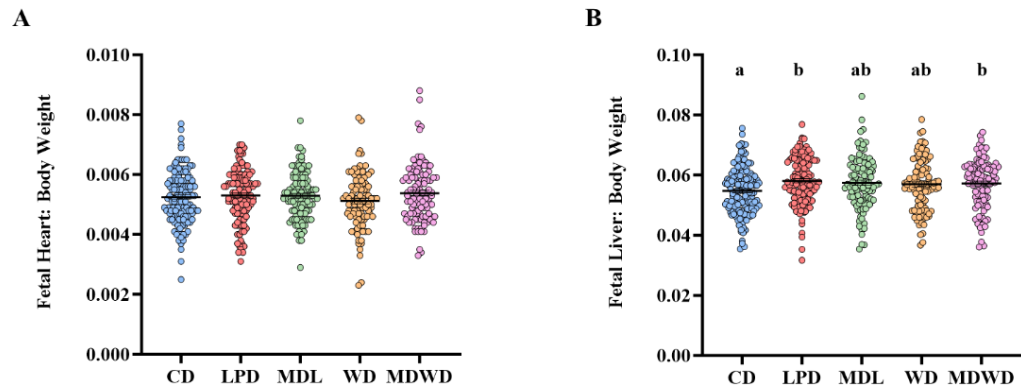 A
Fetal Heart: Body Weight
0.010
0.008
0.006
0.004
0.002
0.000
CD LPD MDL WD MDWD
B
Fetal Liver: Body Weight
0.10
0.08
0.06
0.04
0.02
0.00
a b ab ab b
CD LPD MDL WD MDWD